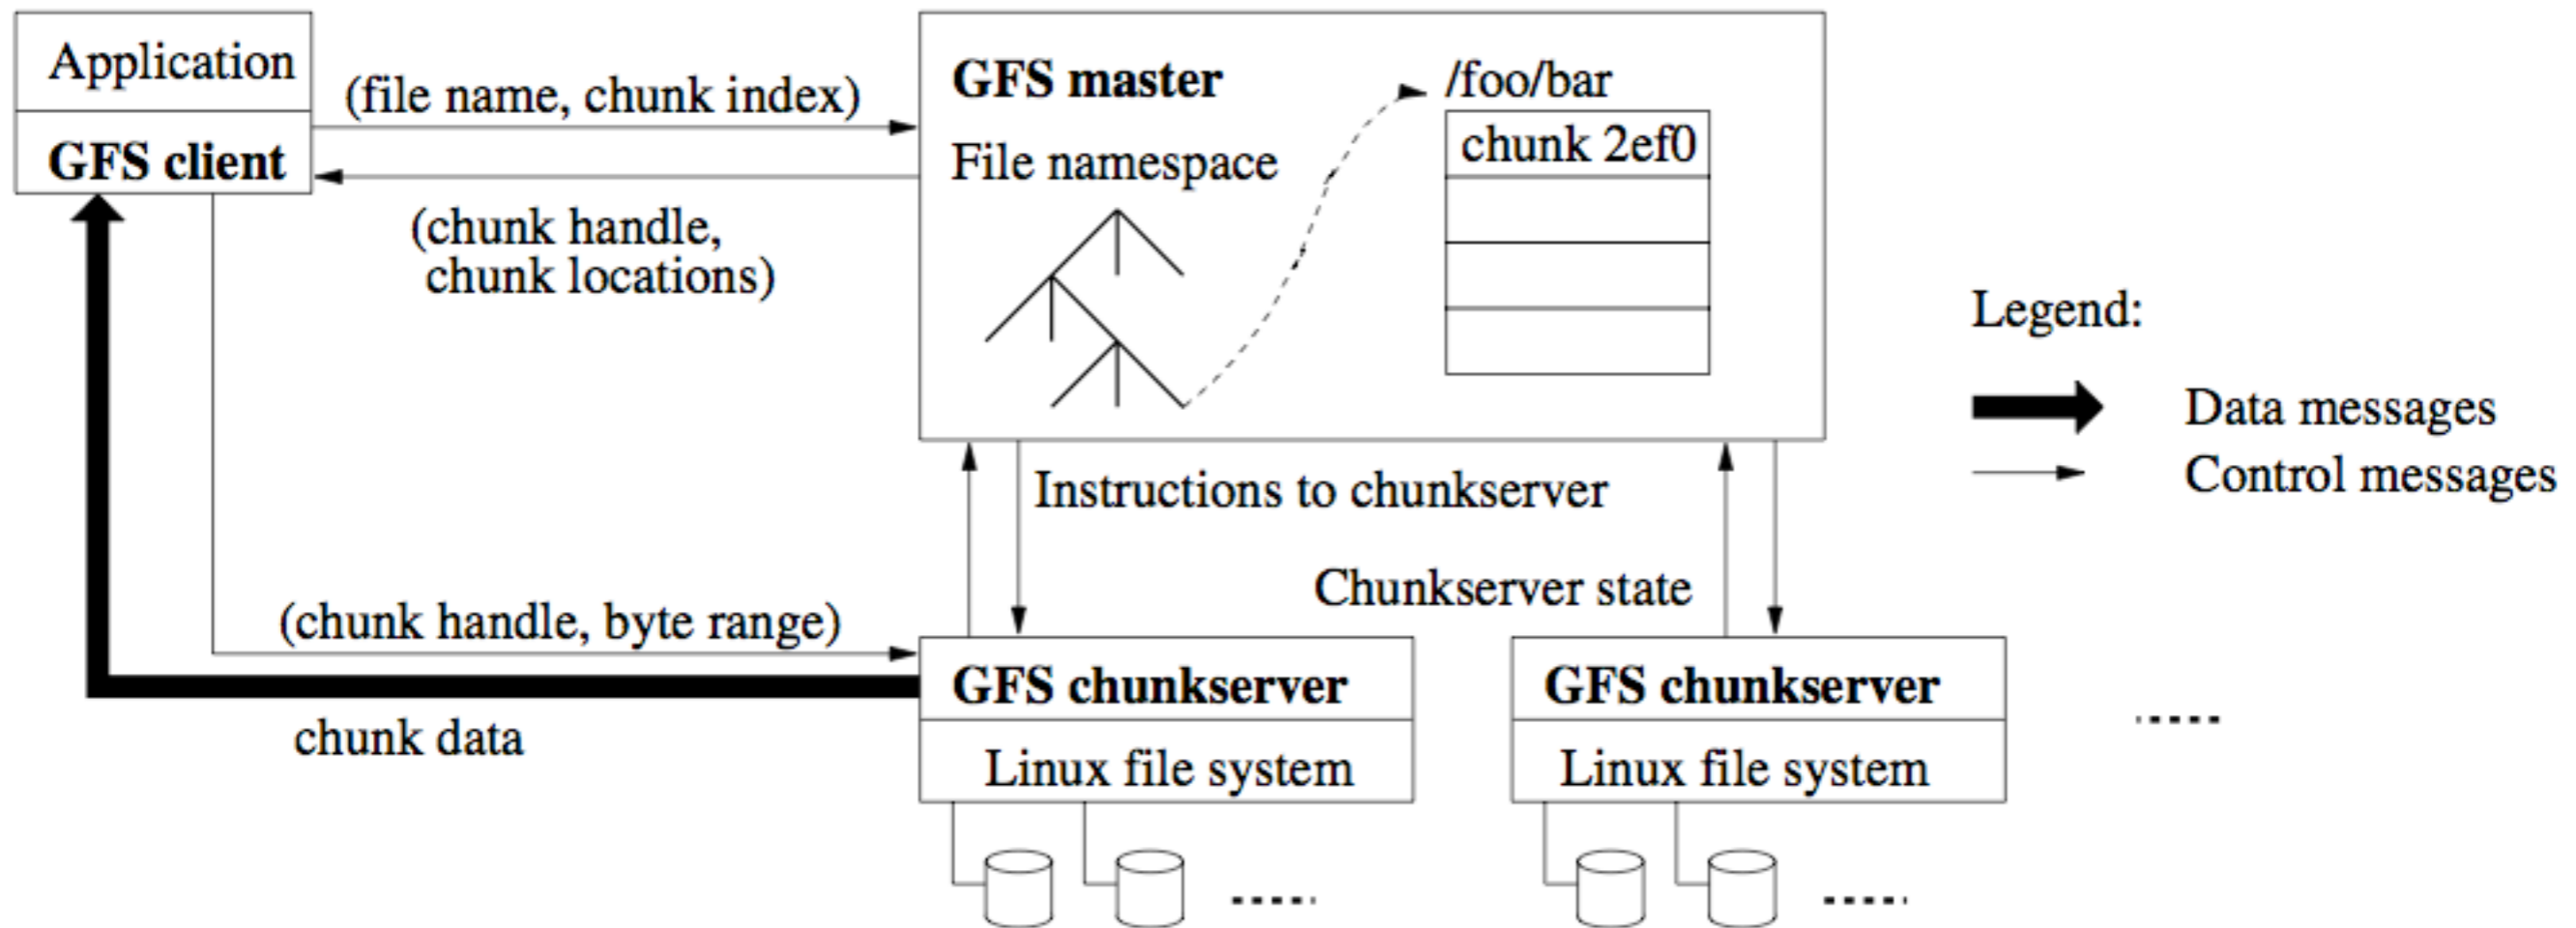 Application
GFS client
(file name, chunk index)
(chunk handle,
chunk locations)
GFS master
File namespace
/foo/bar
chunk 2ef0
Legend:
Data messages
Control messages
Instructions to chunkserver
Chunkserver state
(chunk handle, byte range)
chunk data
GFS chunkserver
Linux file system
GFS chunkserver
Linux file system